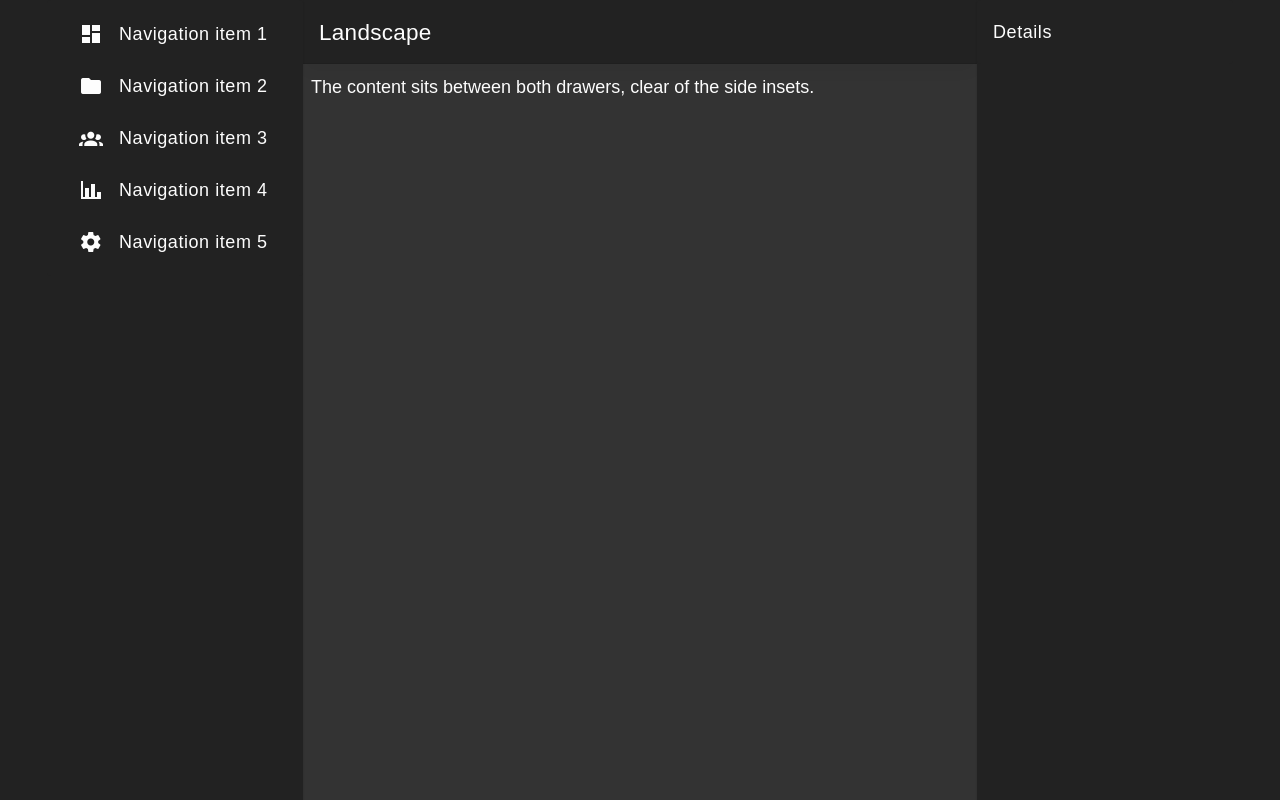 Navigation item 1
Navigation item 2
Navigation item 3
Navigation item 4
Navigation item 5
Landscape
The content sits between both drawers, clear of the side insets.
Details